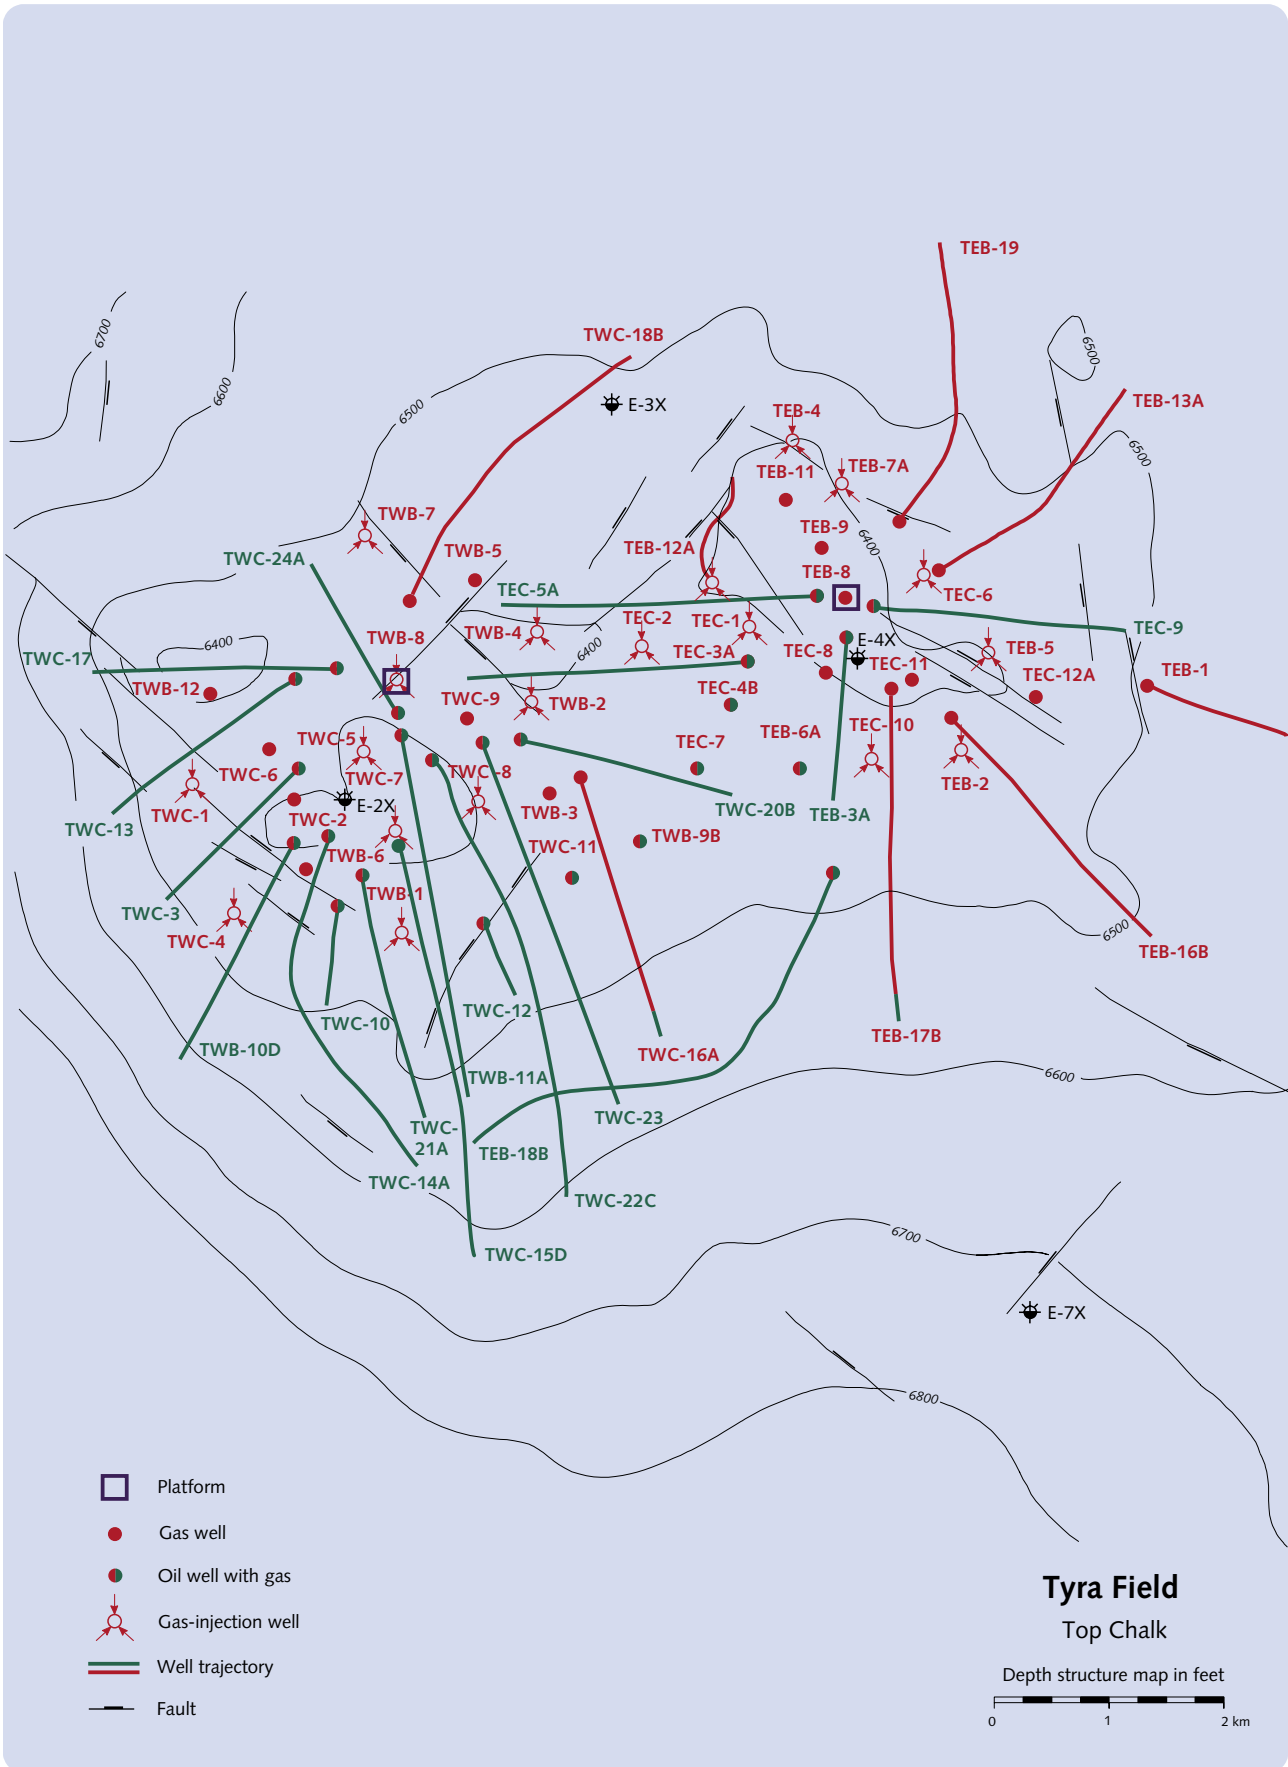 TEB-19
6700
TWC-18B
6500
6600
TEB-13A
E-3X
6500
TEB-4
6500
TEB-11
TEB-7A
TWB-7
TEB-9
6400
TWC-24A
TWB-5
TEB-12A
TEB-8
TEC-5A
TEC-6
TEC-2
TEC-1
TEC-9
TWB-8
TWB-4
E-4X
6400
6400
TEC-3A
TEC-8
TEB-5
TWC-17
TEC-11
TEB-1
TEC-12A
TWB-12
TEC-4B
TWC-9
TWB-2
TEC-10
TEB-6A
TWC-5
TEC-7
TWC-6
TWC-7
TWC-8
TEB-2
E-2X
TWC-1
TWB-3
TWC-20B
TEB-3A
TWC-2
TWC-13
TWB-9B
TWC-11
TWB-6
TWB-1
TWC-3
6500
TWC-4
TEB-16B
TWC-12
TWC-10
TEB-17B
TWB-10D
TWC-16A
TWB-11A
6600
TWC-23
TWC-
21A
TEB-18B
TWC-14A
TWC-22C
6700
TWC-15D
E-7X
6800
Platform
Gas well
Oil well with gas
Gas-injection well
Well trajectory
Fault
Tyra Field
Top Chalk
Depth structure map in feet
0 1 2 km